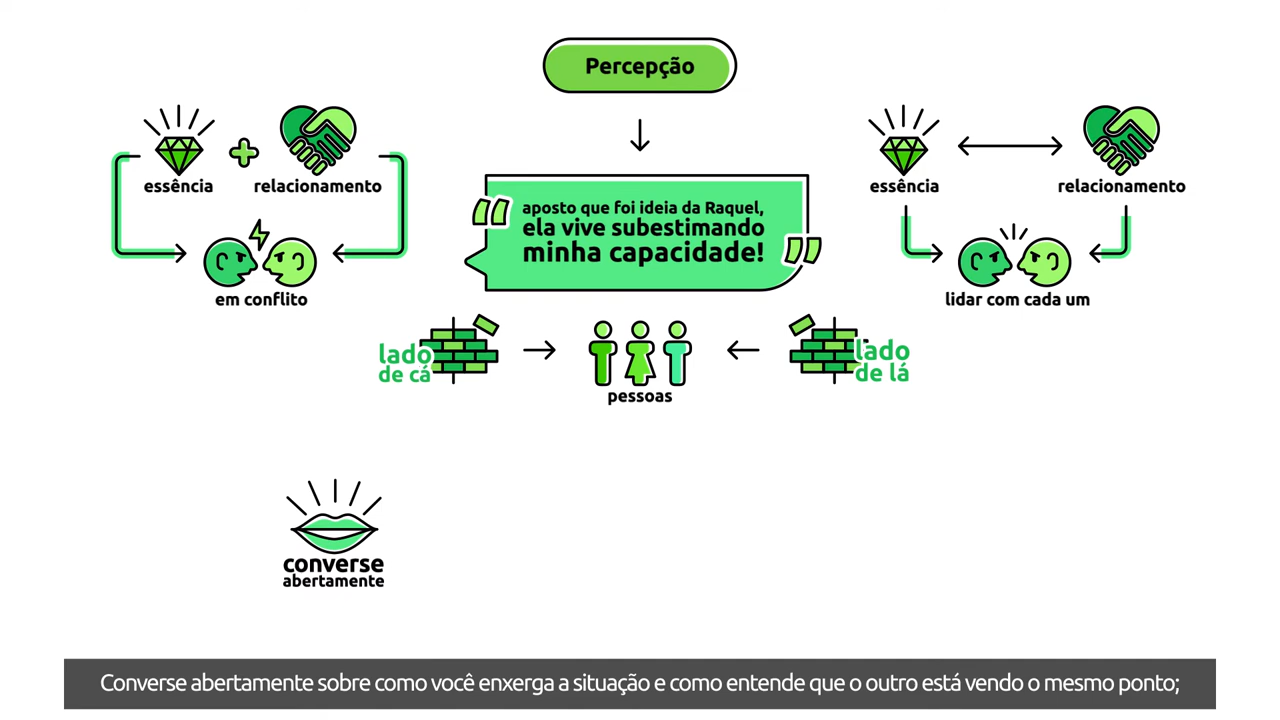 Percepção
essência
relacionamento
em conflito
aposto que foi ideia da Raquel,
ela vive subestimando
minha capacidade!
essência
relacionamento
lidar com cada um
lado
de cá
pessoas
lado
de lá
converse
abertamente
Converse abertamente sobre como você enxerga a situação e como entende que o outro está vendo o mesmo ponto;